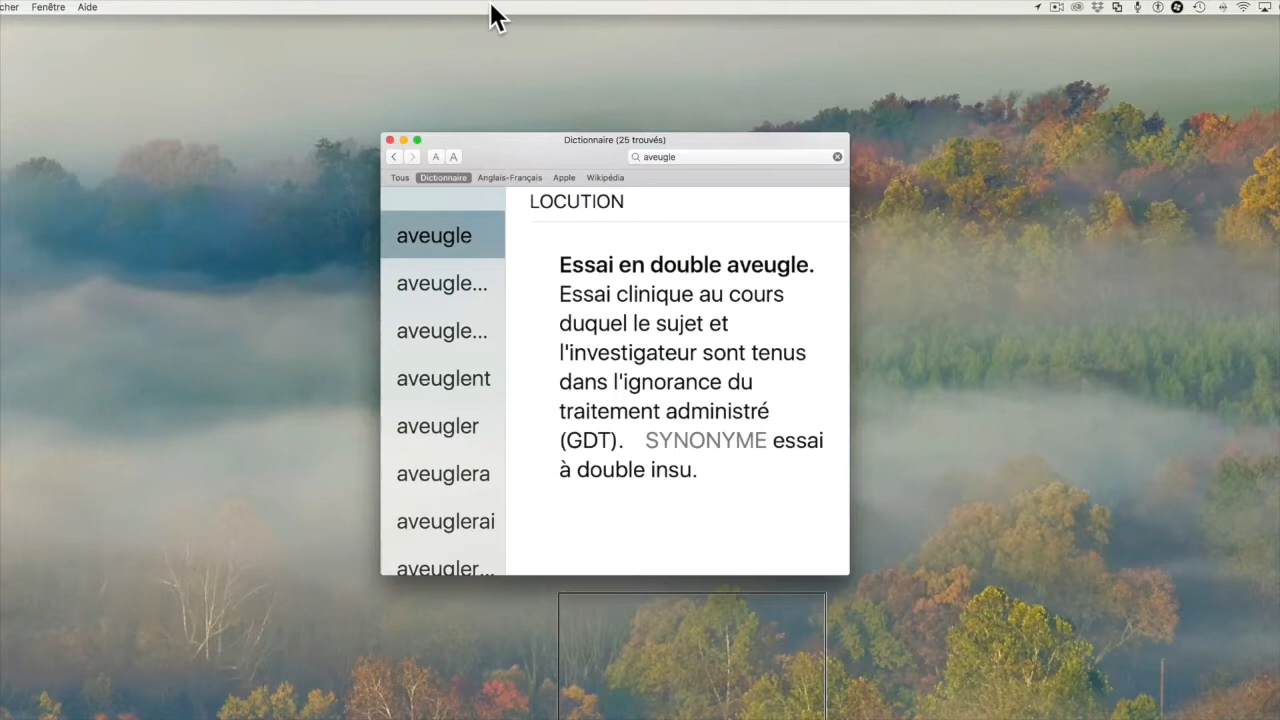 cher Fenêtre Aide
Dictionnaire (25 trouvés)
A A
aveugle
Tous Dictionnaire Anglais-Français Apple Wikipédia
aveugle
aveugle...
aveugle...
aveuglent
aveugler
aveuglera
aveuglerai
aveugler...
LOCUTION
Essai en double aveugle.
Essai clinique au cours
duquel le sujet et
l'investigateur sont tenus
dans l'ignorance du
traitement administré
(GDT). SYNONYME essai
à double insu.